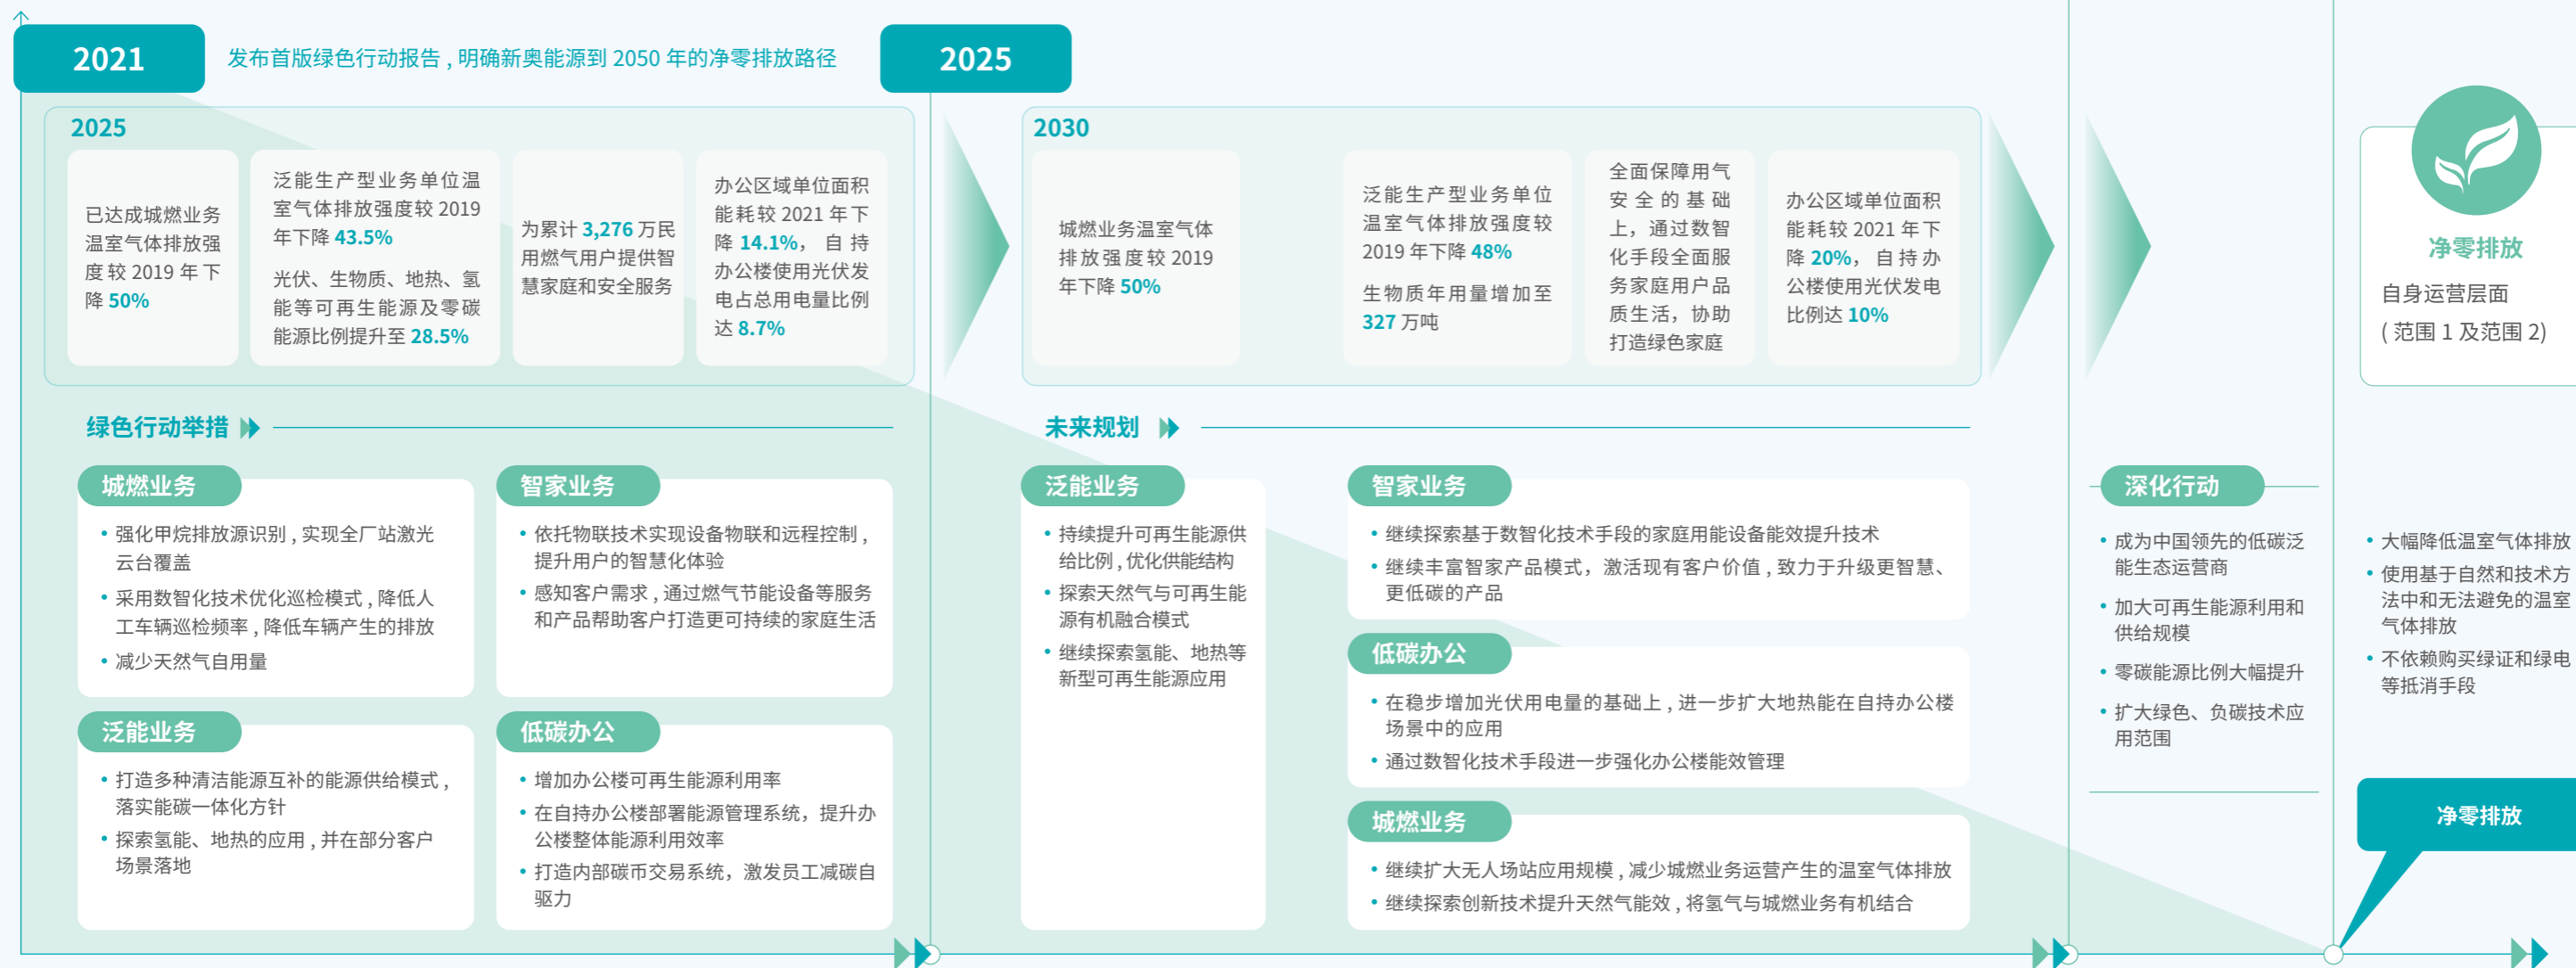 2021
发布首版绿色行动报告 , 明确新奥能源到 2050 年的净零排放路径
2025
2025
已达成城燃业务
温室气体排放强
度较 2019 年下
降 50%
泛能生产型业务单位温
室气体排放强度较 2019
年下降 43.5%
光伏、生物质、地热、氢
能等可再生能源及零碳
能源比例提升至 28.5%
为累计 3,276 万民
用燃气用户提供智
慧家庭和安全服务
办公区域单位面积
能耗较 2021 年下
降 14.1%，自持
办公楼使用光伏发
电占总用电量比例
达 8.7%
2030
城燃业务温室气体
排放强度较 2019
年下降 50%
泛能生产型业务单位
温室气体排放强度较
2019 年下降 48%
生物质年用量增加至
327 万吨
全面保障用气
安全的基础
上，通过数智
化手段全面服
务家庭用户品
质生活，协助
打造绿色家庭
办公区域单位面积
能耗较 2021 年下
降 20%，自持办
公楼使用光伏发电
比例达 10%
净零排放
自身运营层面
( 范围 1 及范围 2)
绿色行动举措
城燃业务
• 强化甲烷排放源识别 , 实现全厂站激光
云台覆盖
• 采用数智化技术优化巡检模式 , 降低人
工车辆巡检频率 , 降低车辆产生的排放
• 减少天然气自用量
智家业务
• 依托物联技术实现设备物联和远程控制 ,
提升用户的智慧化体验
• 感知客户需求 , 通过燃气节能设备等服务
和产品帮助客户打造更可持续的家庭生活
泛能业务
• 打造多种清洁能源互补的能源供给模式 ,
落实能碳一体化方针
• 探索氢能、地热的应用 , 并在部分客户
场景落地
低碳办公
• 增加办公楼可再生能源利用率
• 在自持办公楼部署能源管理系统，提升办
公楼整体能源利用效率
• 打造内部碳币交易系统，激发员工减碳自
驱力
未来规划
泛能业务
• 持续提升可再生能源供
给比例 , 优化供能结构
• 探索天然气与可再生能
源有机融合模式
• 继续探索氢能、地热等
新型可再生能源应用
智家业务
• 继续探索基于数智化技术手段的家庭用能设备能效提升技术
• 继续丰富智家产品模式，激活现有客户价值 , 致力于升级更智慧、
更低碳的产品
低碳办公
• 在稳步增加光伏用电量的基础上 , 进一步扩大地热能在自持办公楼
场景中的应用
• 通过数智化技术手段进一步强化办公楼能效管理
城燃业务
• 继续扩大无人场站应用规模 , 减少城燃业务运营产生的温室气体排放
• 继续探索创新技术提升天然气能效 , 将氢气与城燃业务有机结合
深化行动
• 成为中国领先的低碳泛
能生态运营商
• 加大可再生能源利用和
供给规模
• 零碳能源比例大幅提升
• 扩大绿色、负碳技术应
用范围
• 大幅降低温室气体排放
• 使用基于自然和技术方
法中和无法避免的温室
气体排放
• 不依赖购买绿证和绿电
等抵消手段
净零排放